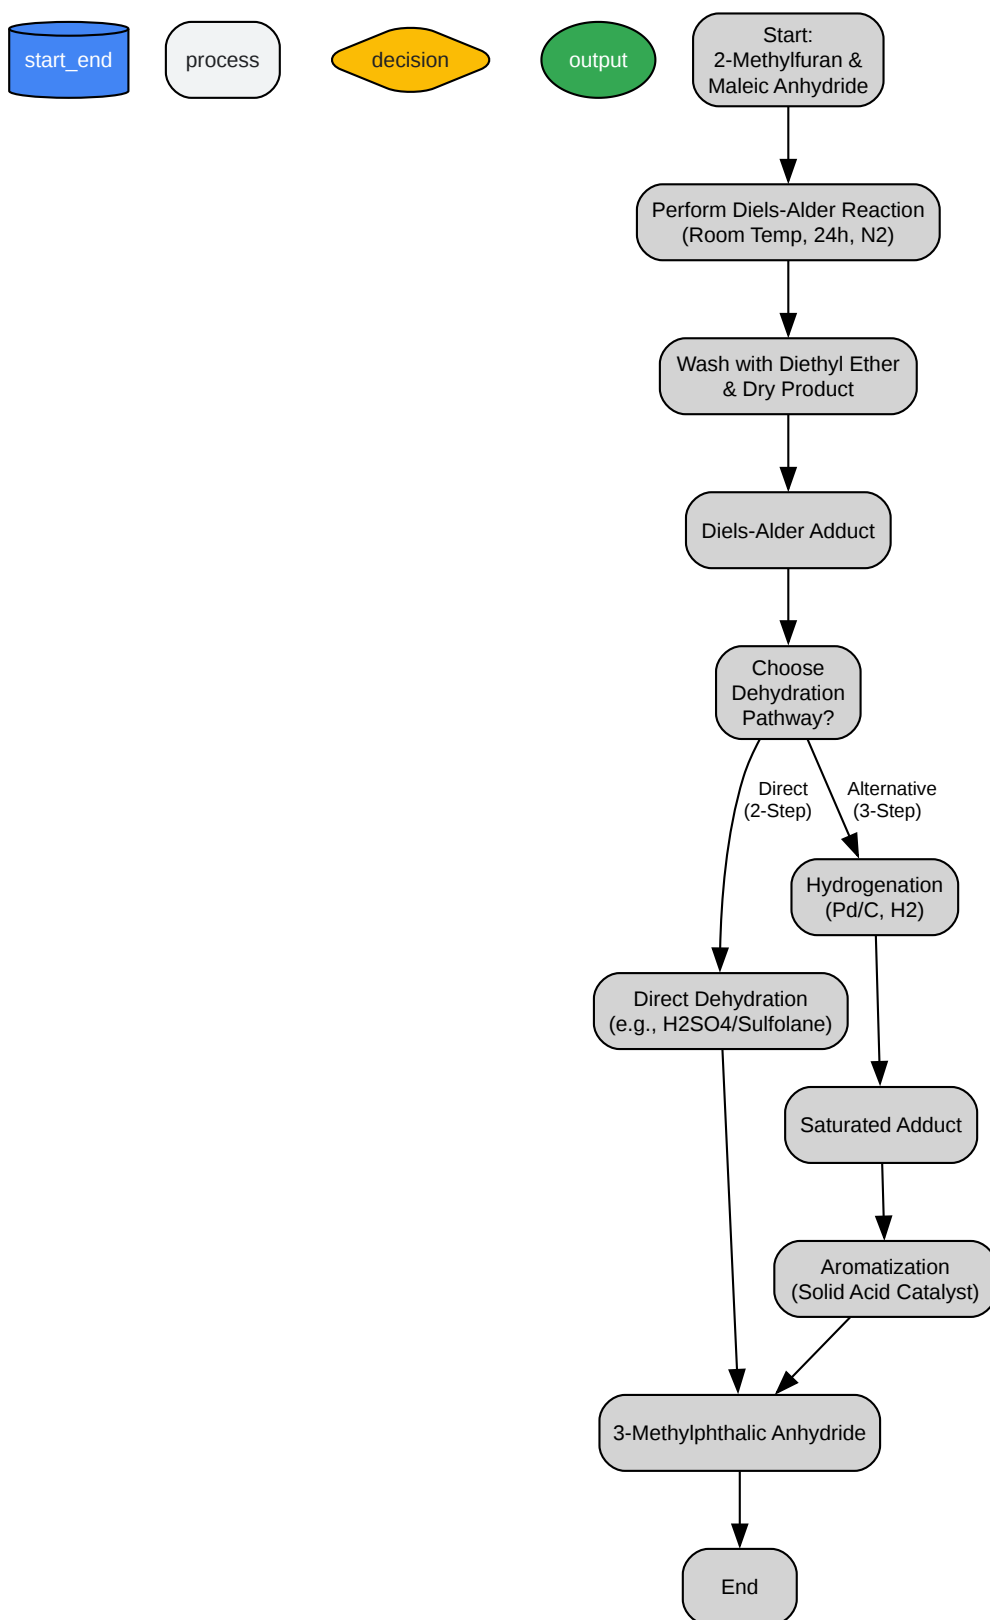 start_end
process
decision
output
Start:
2-Methylfuran &
Maleic Anhydride
Perform Diels-Alder Reaction
(Room Temp, 24h, N2)
Wash with Diethyl Ether
& Dry Product
Diels-Alder Adduct
Choose
Dehydration
Pathway?
Direct
(2-Step)
Alternative
(3-Step)
Hydrogenation
(Pd/C, H2)
Direct Dehydration
(e.g., H2SO4/Sulfolane)
Saturated Adduct
Aromatization
(Solid Acid Catalyst)
3-Methylphthalic Anhydride
End